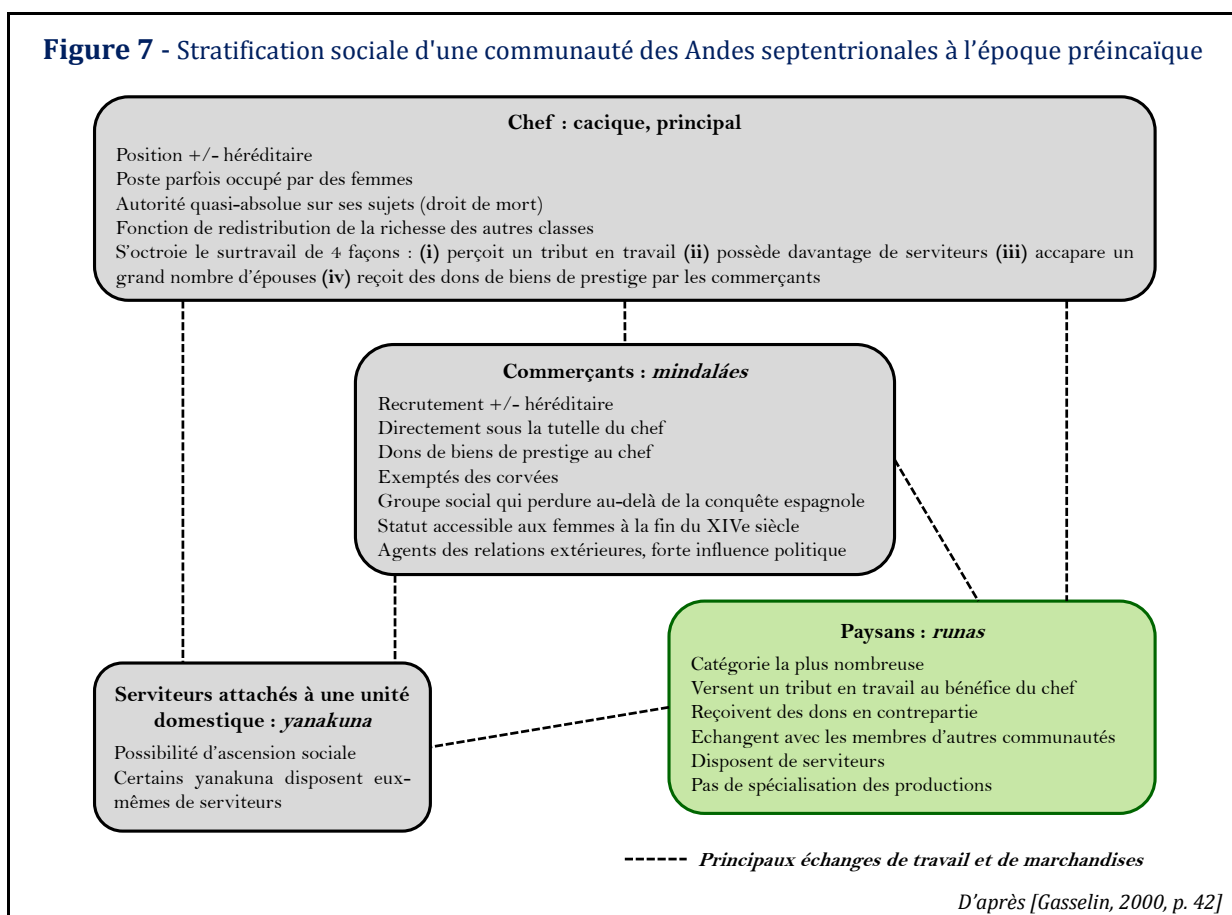 Figure 7 - Stratification sociale d'une communauté des Andes septentrionales à l'époque préincaïque
Chef : cacique, principal
Position +/- héréditaire
Poste parfois occupé par des femmes
Autorité quasi-absolue sur ses sujets (droit de mort)
Fonction de redistribution de la richesse des autres classes
S'octroie le surtravail de 4 façons : (i) perçoit un tribut en travail (ii) possède davantage de serviteurs (iii) accapare un
grand nombre d'épouses (iv) reçoit des dons de biens de prestige par les commerçants
Commerçants : mindaláes
Recrutement +/- héréditaire
Directement sous la tutelle du chef
Dons de biens de prestige au chef
Exemptés des corvées
Groupe social qui perdure au-delà de la conquête espagnole
Statut accessible aux femmes à la fin du XIVe siècle
Agents des relations extérieures, forte influence politique
Serviteurs attachés à une unité
domestique : yanakuna
Possibilité d'ascension sociale
Certains yanakuna disposent eux-
mêmes de serviteurs
Paysans : runas
Catégorie la plus nombreuse
Versent un tribut en travail au bénéfice du chef
Reçoivent des dons en contrepartie
Echangent avec les membres d'autres communautés
Disposent de serviteurs
Pas de spécialisation des productions
Principaux échanges de travail et de marchandises
D'après [Gasselin, 2000, p. 42]